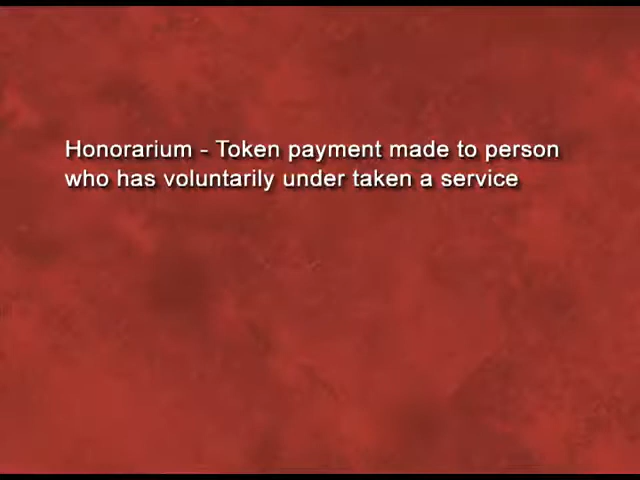 Honorarium - Token payment made to person
who has voluntarily under taken a service